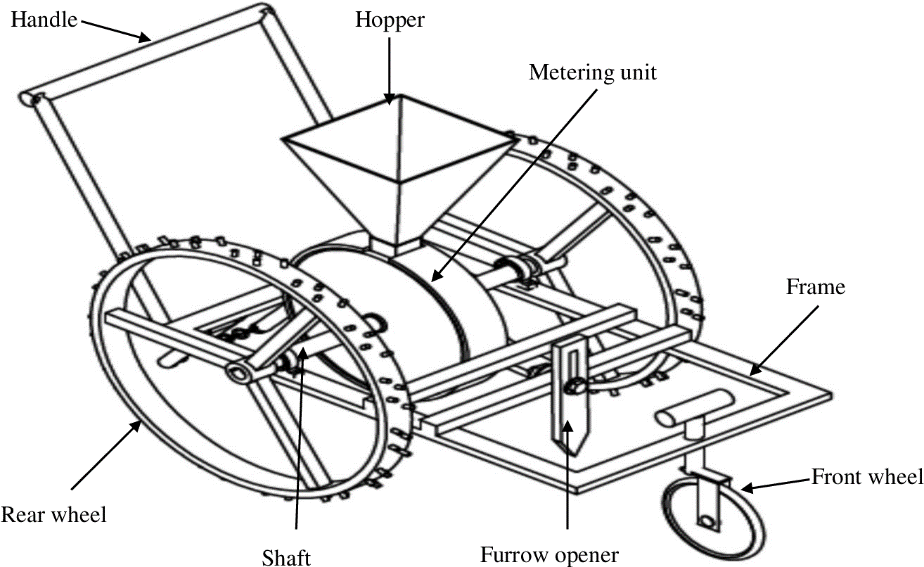 Handle
Hopper
Metering unit
Frame
Front wheel
Rear wheel
Shaft
Furrow opener